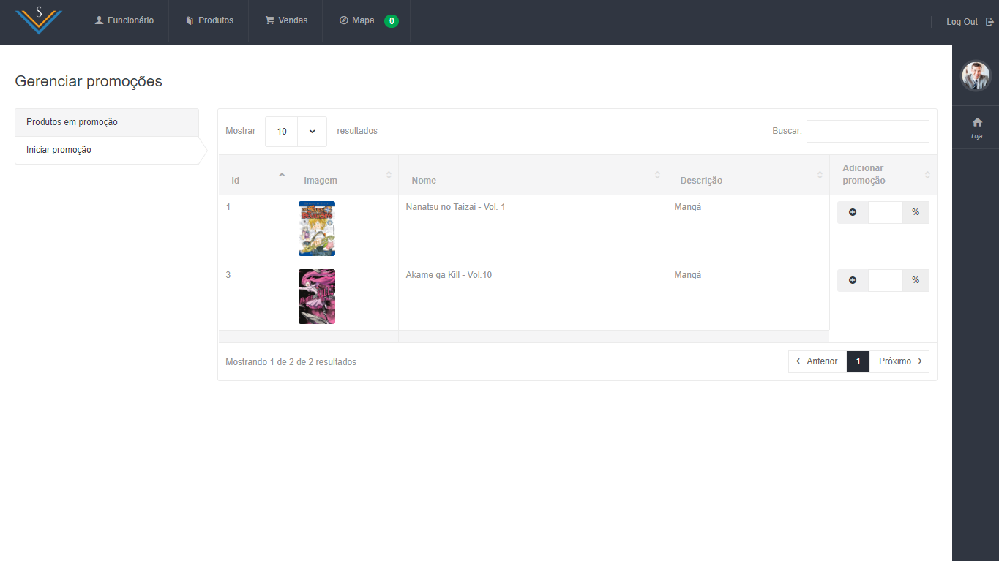 S
Funcionário
Produtos
Vendas
Mapa 0
Log Out
Gerenciar promoções
Produtos em promoção
Iniciar promoção
Mostrar 10 resultados
Buscar:
Loja
Id Imagem Nome Descrição Adicionar
promoção
1 Nanatsu no Taizai - Vol. 1 Mangá %
3 Akame ga Kill - Vol.10 Mangá %
Mostrando 1 de 2 de 2 resultados
Anterior 1 Próximo